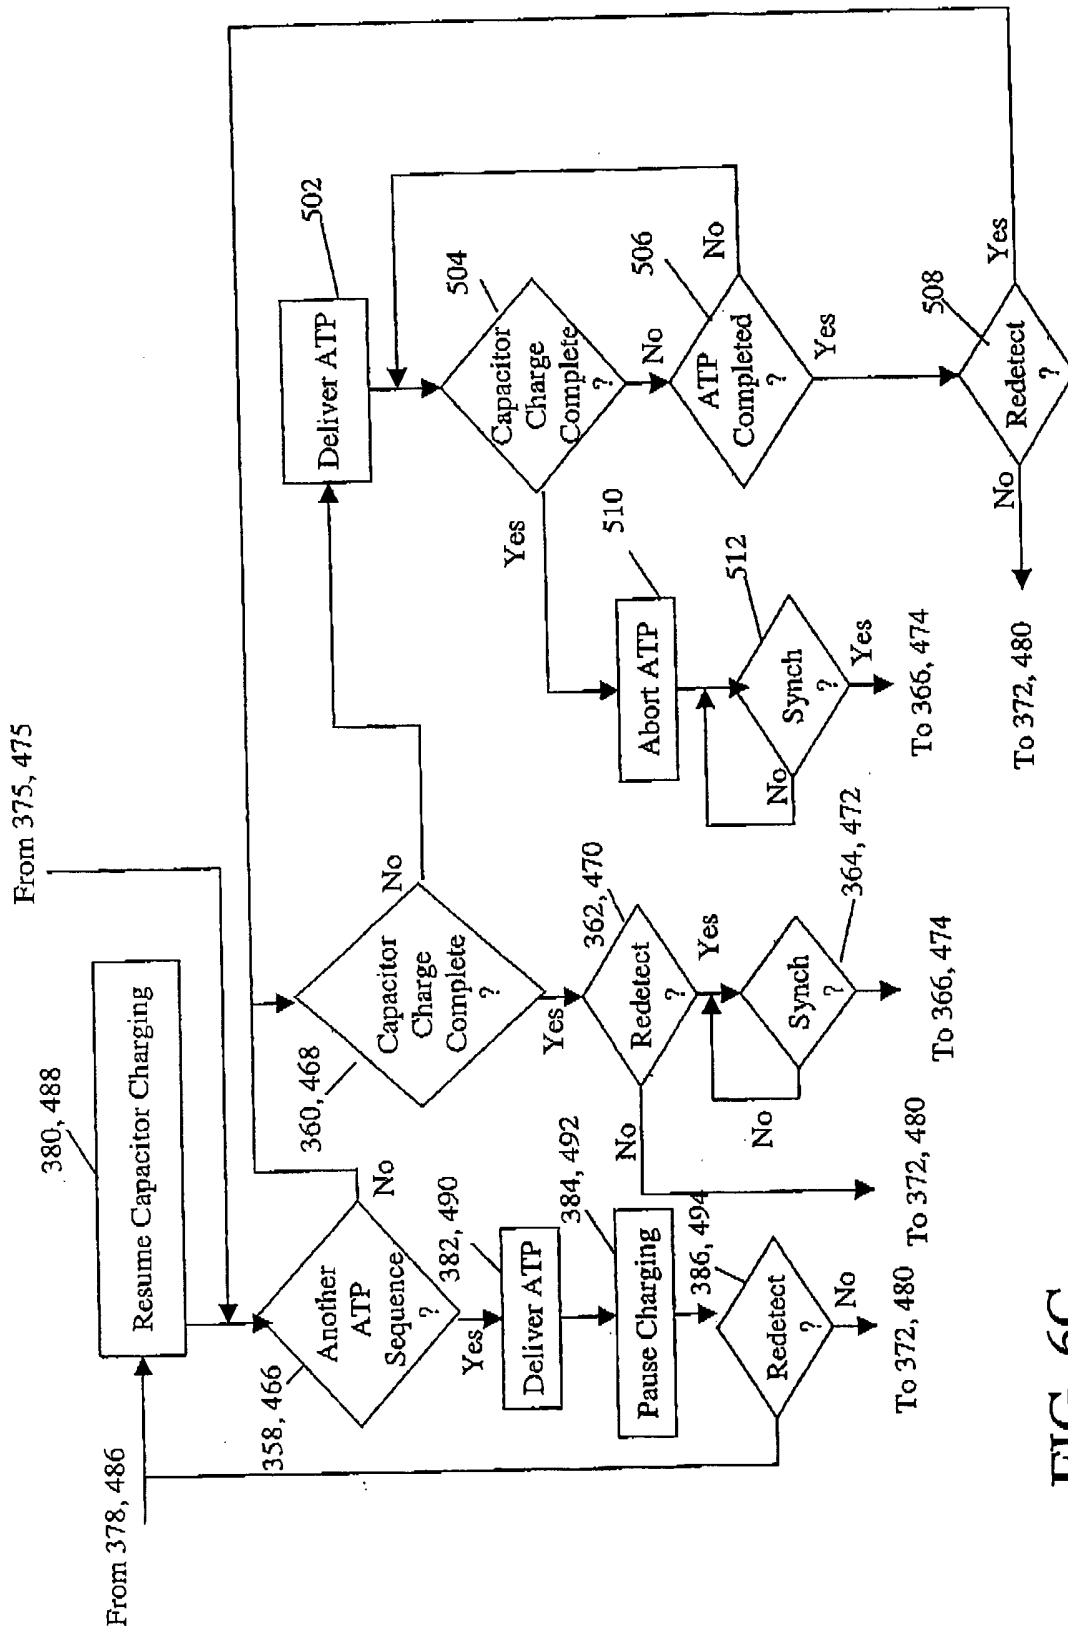 From 378, 486
380, 488
Resume Capacitor Charging
From 375, 475
358, 466
Another
ATP
Sequence
?
No
Yes
382, 490
Deliver ATP
384, 492
Pause Charging
386, 494
Redetect
?
No
To 372, 480
360, 468
Capacitor
Charge
Complete
?
No
Yes
362, 470
Redetect
?
No
Yes
To 372, 480
364, 472
Synch
?
No
To 366, 474
502
Deliver ATP
504
Capacitor
Charge
Complete
?
Yes
No
506
ATP
Completed
?
No
Yes
510
Abort ATP
512
Synch
?
No
Yes
To 366, 474
508
Redetect
?
Yes
No
To 372, 480
FIG. 6C